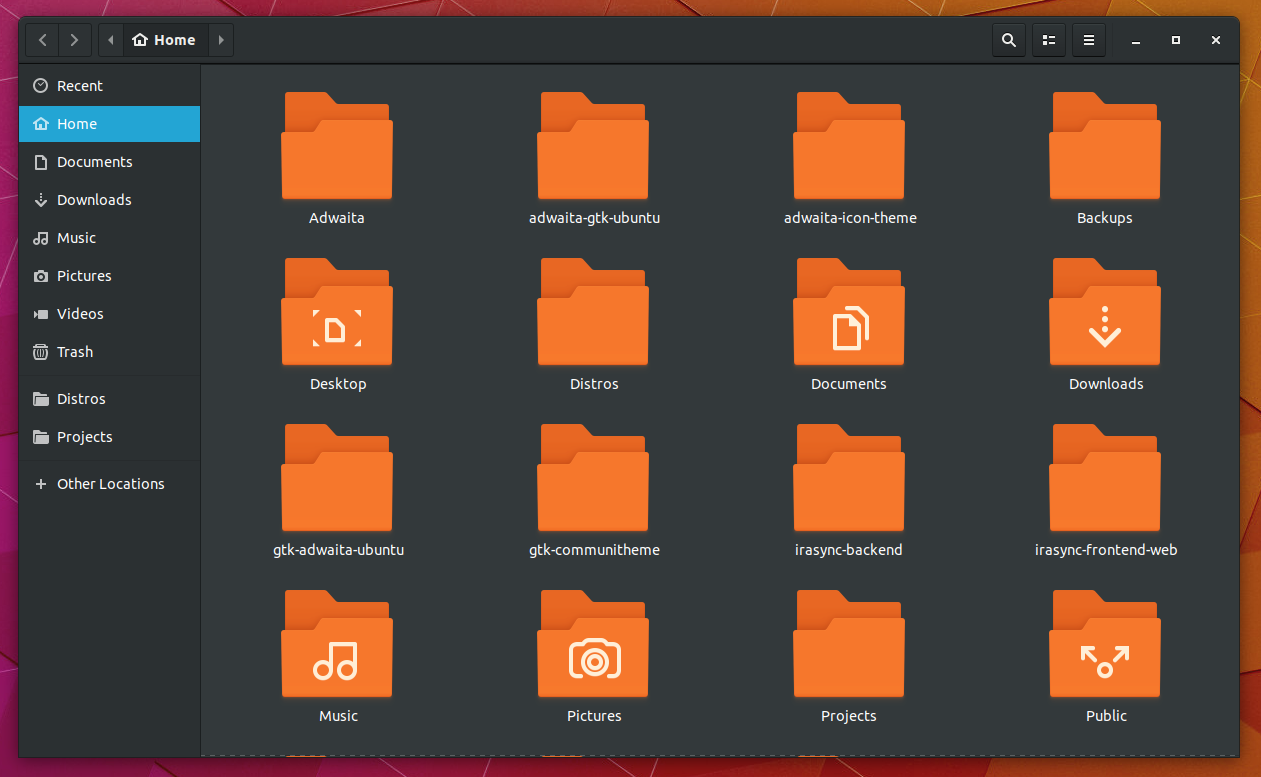 Home
Recent
Home
Documents
Downloads
Music
Pictures
Videos
Trash
Distros
Projects
Other Locations
Adwaita
adwaita-gtk-ubuntu
adwaita-icon-theme
Backups
Desktop
Distros
Documents
Downloads
gtk-adwaita-ubuntu
gtk-communitheme
irasync-backend
irasync-frontend-web
Music
Pictures
Projects
Public